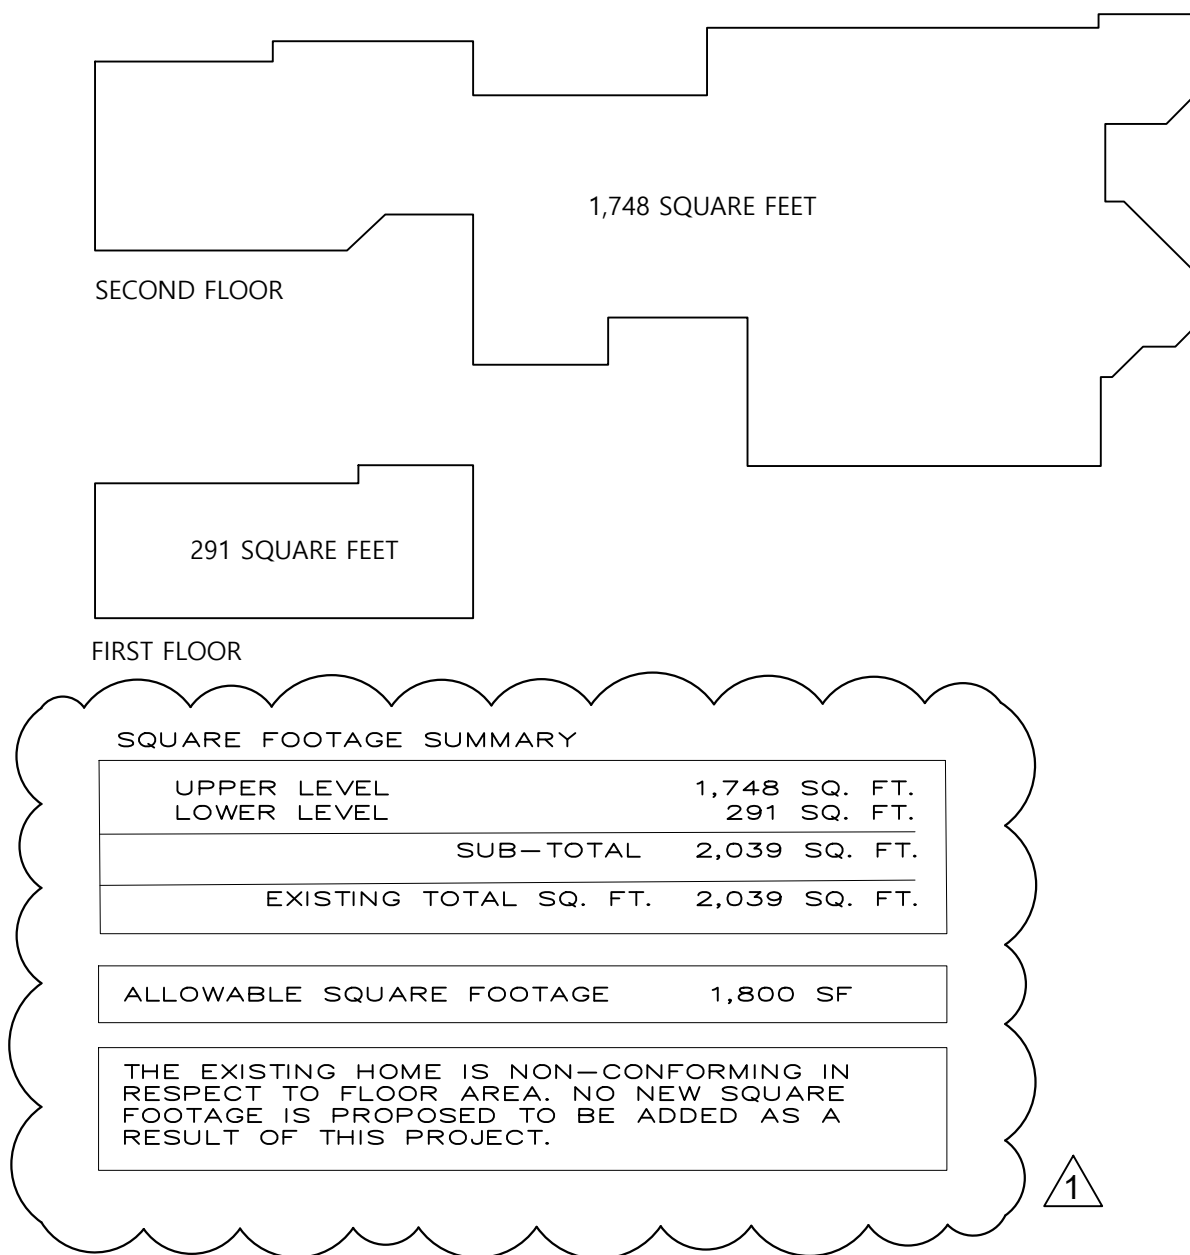 1,748 SQUARE FEET
SECOND FLOOR
291 SQUARE FEET
FIRST FLOOR
SQUARE FOOTAGE SUMMARY
UPPER LEVEL 1,748 SQ. FT.
LOWER LEVEL 291 SQ. FT.
SUB-TOTAL 2,039 SQ. FT.
EXISTING TOTAL SQ. FT. 2,039 SQ. FT.
ALLOWABLE SQUARE FOOTAGE 1,800 SF
THE EXISTING HOME IS NON-CONFORMING IN
RESPECT TO FLOOR AREA. NO NEW SQUARE
FOOTAGE IS PROPOSED TO BE ADDED AS A
RESULT OF THIS PROJECT.
1